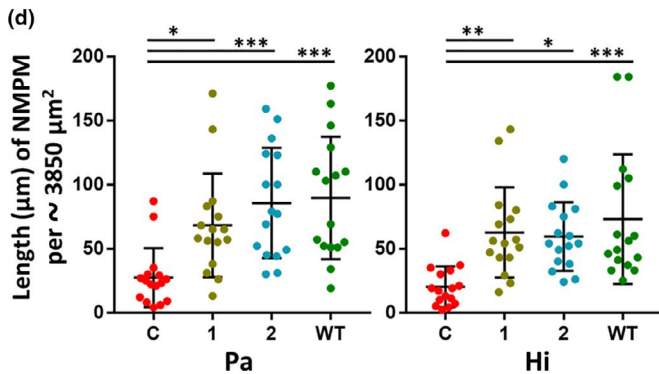 (d)
* *** ***
** * ***
Length (μm) of NMPM
per ~ 3850 μm²
200
150
100
50
0
C 1 2 WT
Pa
200
150
100
50
0
C 1 2 WT
Hi